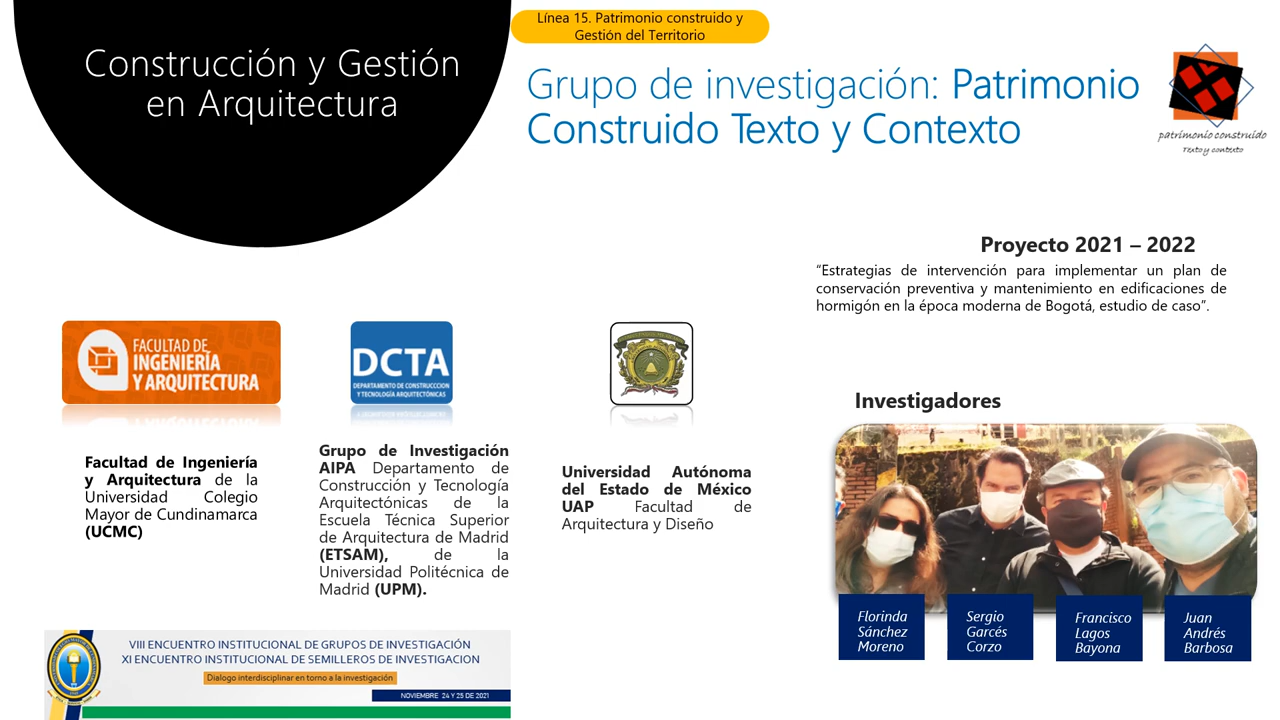 Línea 15. Patrimonio construido y
Gestión del Territorio
Construcción y Gestión
en Arquitectura
Grupo de investigación: Patrimonio
Construido Texto y Contexto
patrimonio construido
Texto y contexto
Proyecto 2021 – 2022
“Estrategias de intervención para implementar un plan de
conservación preventiva y mantenimiento en edificaciones de
hormigón en la época moderna de Bogotá, estudio de caso”.
FACULTAD DE
INGENIERÍA
Y ARQUITECTURA
DCTA
DEPARTAMENTO DE CONSTRUCCCION
Y TECNOLOGÍA ARQUITECTÓNICAS
Facultad de Ingeniería
y Arquitectura de la
Universidad Colegio
Mayor de Cundinamarca
(UCMC)
Grupo de Investigación
AIPA Departamento de
Construcción y Tecnología
Arquitectónicas de la
Escuela Técnica Superior
de Arquitectura de Madrid
(ETSAM), de la
Universidad Politécnica de
Madrid (UPM).
Universidad Autónoma
del Estado de México
UAP Facultad de
Arquitectura y Diseño
Investigadores
Florinda
Sánchez
Moreno
Sergio
Garcés
Corzo
Francisco
Lagos
Bayona
Juan
Andrés
Barbosa
VIII ENCUENTRO INSTITUCIONAL DE GRUPOS DE INVESTIGACIÓN
XI ENCUENTRO INSTITUCIONAL DE SEMILLEROS DE INVESTIGACION
Dialogo interdisciplinar en torno a la investigación
NOVIEMBRE 24 Y 25 DE 2021